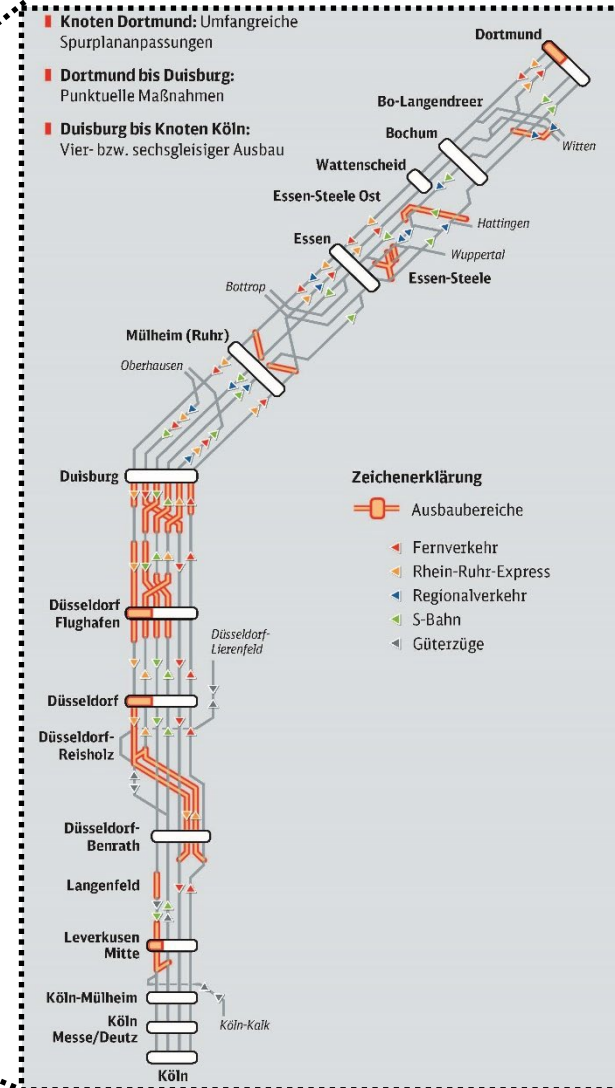 Knoten Dortmund: Umfangreiche
Spurplananpassungen
Dortmund bis Duisburg:
Punktuelle Maßnahmen
Duisburg bis Knoten Köln:
Vier- bzw. sechsgleisiger Ausbau
Dortmund
Bo-Langendreer
Bochum
Witten
Wattenscheid
Essen-Steele Ost
Hattingen
Essen
Wuppertal
Essen-Steele
Bottrop
Mülheim (Ruhr)
Oberhausen
Duisburg
Zeichenerklärung
Ausbaubereiche
Fernverkehr
Rhein-Ruhr-Express
Regionalverkehr
S-Bahn
Güterzüge
Düsseldorf
Flughafen
Düsseldorf-
Lierenfeld
Düsseldorf
Düsseldorf-
Reisholz
Düsseldorf-
Benrath
Langenfeld
Leverkusen
Mitte
Köln-Mülheim
Köln
Messe/Deutz
Köln-Kalk
Köln